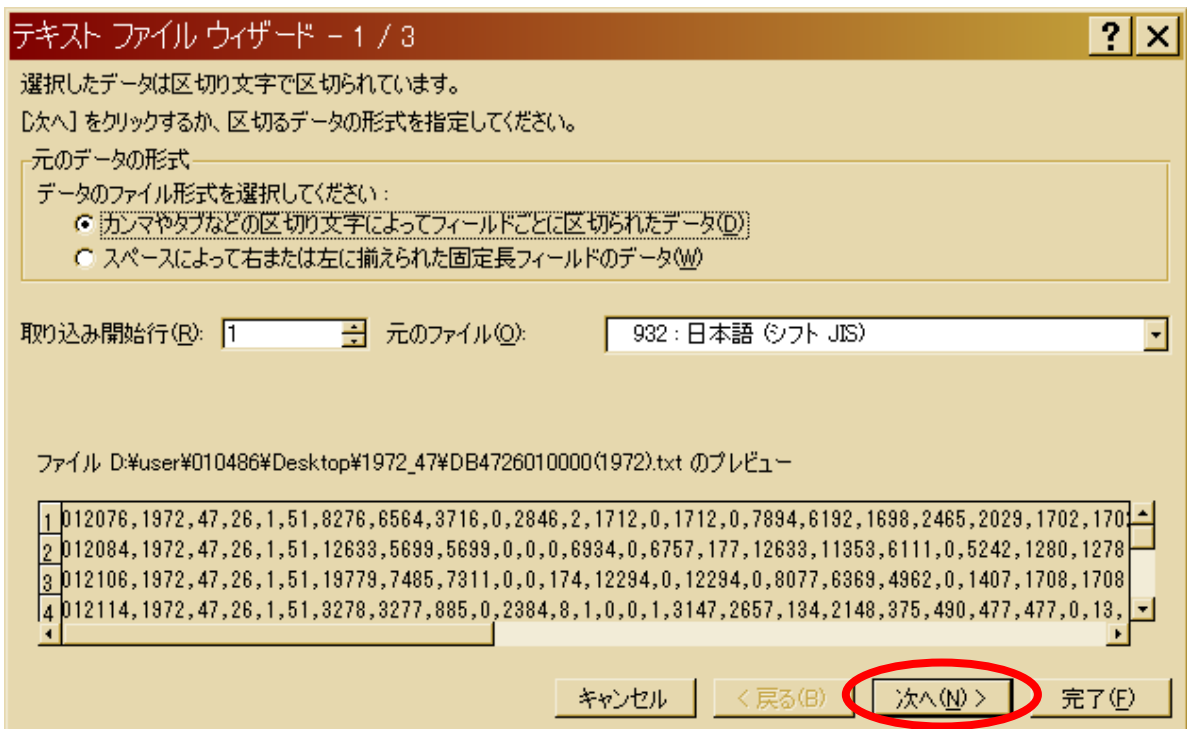 テキスト ファイル ウィザード - 1 / 3
選択したデータは区切り文字で区切られています。
[次へ] をクリックするか、区切るデータの形式を指定してください。
元のデータの形式
データのファイル形式を選択してください：
カンマやタブなどの区切り文字によってフィールドごとに区切られたデータ(D)
スペースによって右または左に揃えられた固定長フィールドのデータ(W)
取り込み開始行(R): 1 元のファイル(O): 932 : 日本語 (シフト JIS)
ファイル D:¥user¥010486¥Desktop¥1972_47¥DB4726010000(1972).txt のプレビュー
1 012076,1972,47,26,1,51,8276,6564,3716,0,2846,2,1712,0,1712,0,7894,6192,1698,2465,2029,1702,170
2 012084,1972,47,26,1,51,12633,5699,5699,0,0,0,6934,0,6757,177,12633,11353,6111,0,5242,1280,1278
3 012106,1972,47,26,1,51,19779,7485,7311,0,0,174,12294,0,12294,0,8077,6369,4962,0,1407,1708,1708
4 012114,1972,47,26,1,51,3278,3277,885,0,2384,8,1,0,0,1,3147,2657,134,2148,375,490,477,477,0,13,
キャンセル < 戻る(B) 次へ(N) > 完了(F)